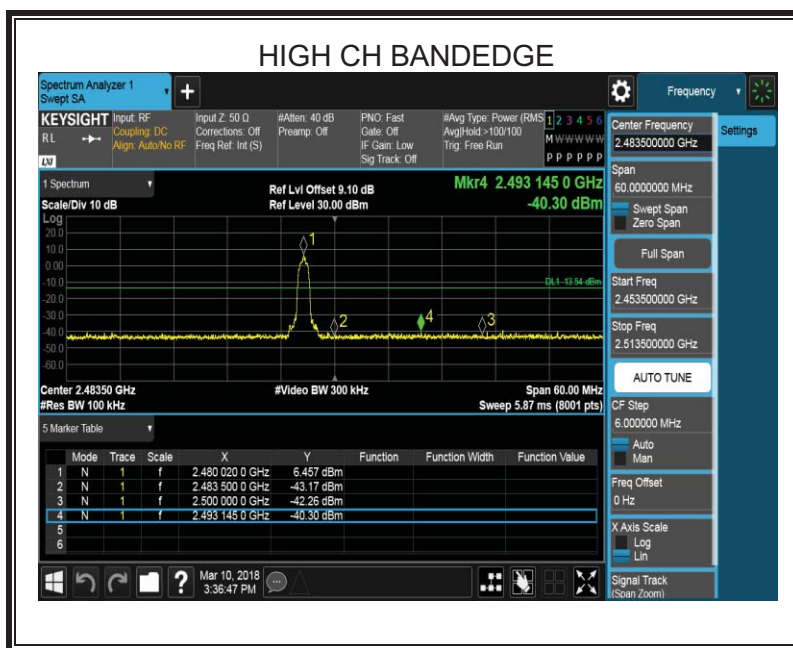 HIGH CH BANDEDGE
Spectrum Analyzer 1
Swept SA
Frequency
KEYSIGHT
RL
LXI
Input: RF
Coupling: DC
Align: Auto/No RF
Input Z: 50 Ω
Corrections: Off
Freq Ref: Int (S)
#Atten: 40 dB
Preamp: Off
PNO: Fast
Gate: Off
IF Gain: Low
Sig Track: Off
#Avg Type: Power (RMS
Avg|Hold:>100/100
Trig: Free Run
1 2 3 4 5 6
M W W W W W
P P P P P P
1 Spectrum
Scale/Div 10 dB
Ref Lvl Offset 9.10 dB
Ref Level 30.00 dBm
Mkr4 2.493 145 0 GHz
-40.30 dBm
Log
20.0
10.0
0.00
-10.0
-20.0
-30.0
-40.0
-50.0
-60.0
1
2
3
4
DL1 -13.54 dBm
Center 2.48350 GHz
#Res BW 100 kHz
#Video BW 300 kHz
Span 60.00 MHz
Sweep 5.87 ms (8001 pts)
5 Marker Table
Mode Trace Scale X Y Function Function Width Function Value
1 N 1 f 2.480 020 0 GHz 6.457 dBm
2 N 1 f 2.483 500 0 GHz -43.17 dBm
3 N 1 f 2.500 000 0 GHz -42.26 dBm
4 N 1 f 2.493 145 0 GHz -40.30 dBm
5
6
Mar 10, 2018
3:36:47 PM
Settings
Center Frequency
2.483500000 GHz
Span
60.0000000 MHz
Swept Span
Zero Span
Full Span
Start Freq
2.453500000 GHz
Stop Freq
2.513500000 GHz
AUTO TUNE
CF Step
6.000000 MHz
Auto
Man
Freq Offset
0 Hz
X Axis Scale
Log
Lin
Signal Track
(Span Zoom)